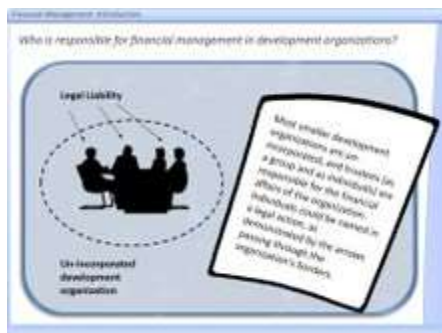 Financial Management: Introduction
Who is responsible for financial management in development organizations?
Legal Liability
Most smaller development
organizations are un-
incorporated, and trustees (as
a group and as individuals) are
responsible for the financial
affairs of the organization.
Individuals could be named in
a legal action, as
demonstrated by the arrows
passing through the
organization's borders.
Un-incorporated
development
organization